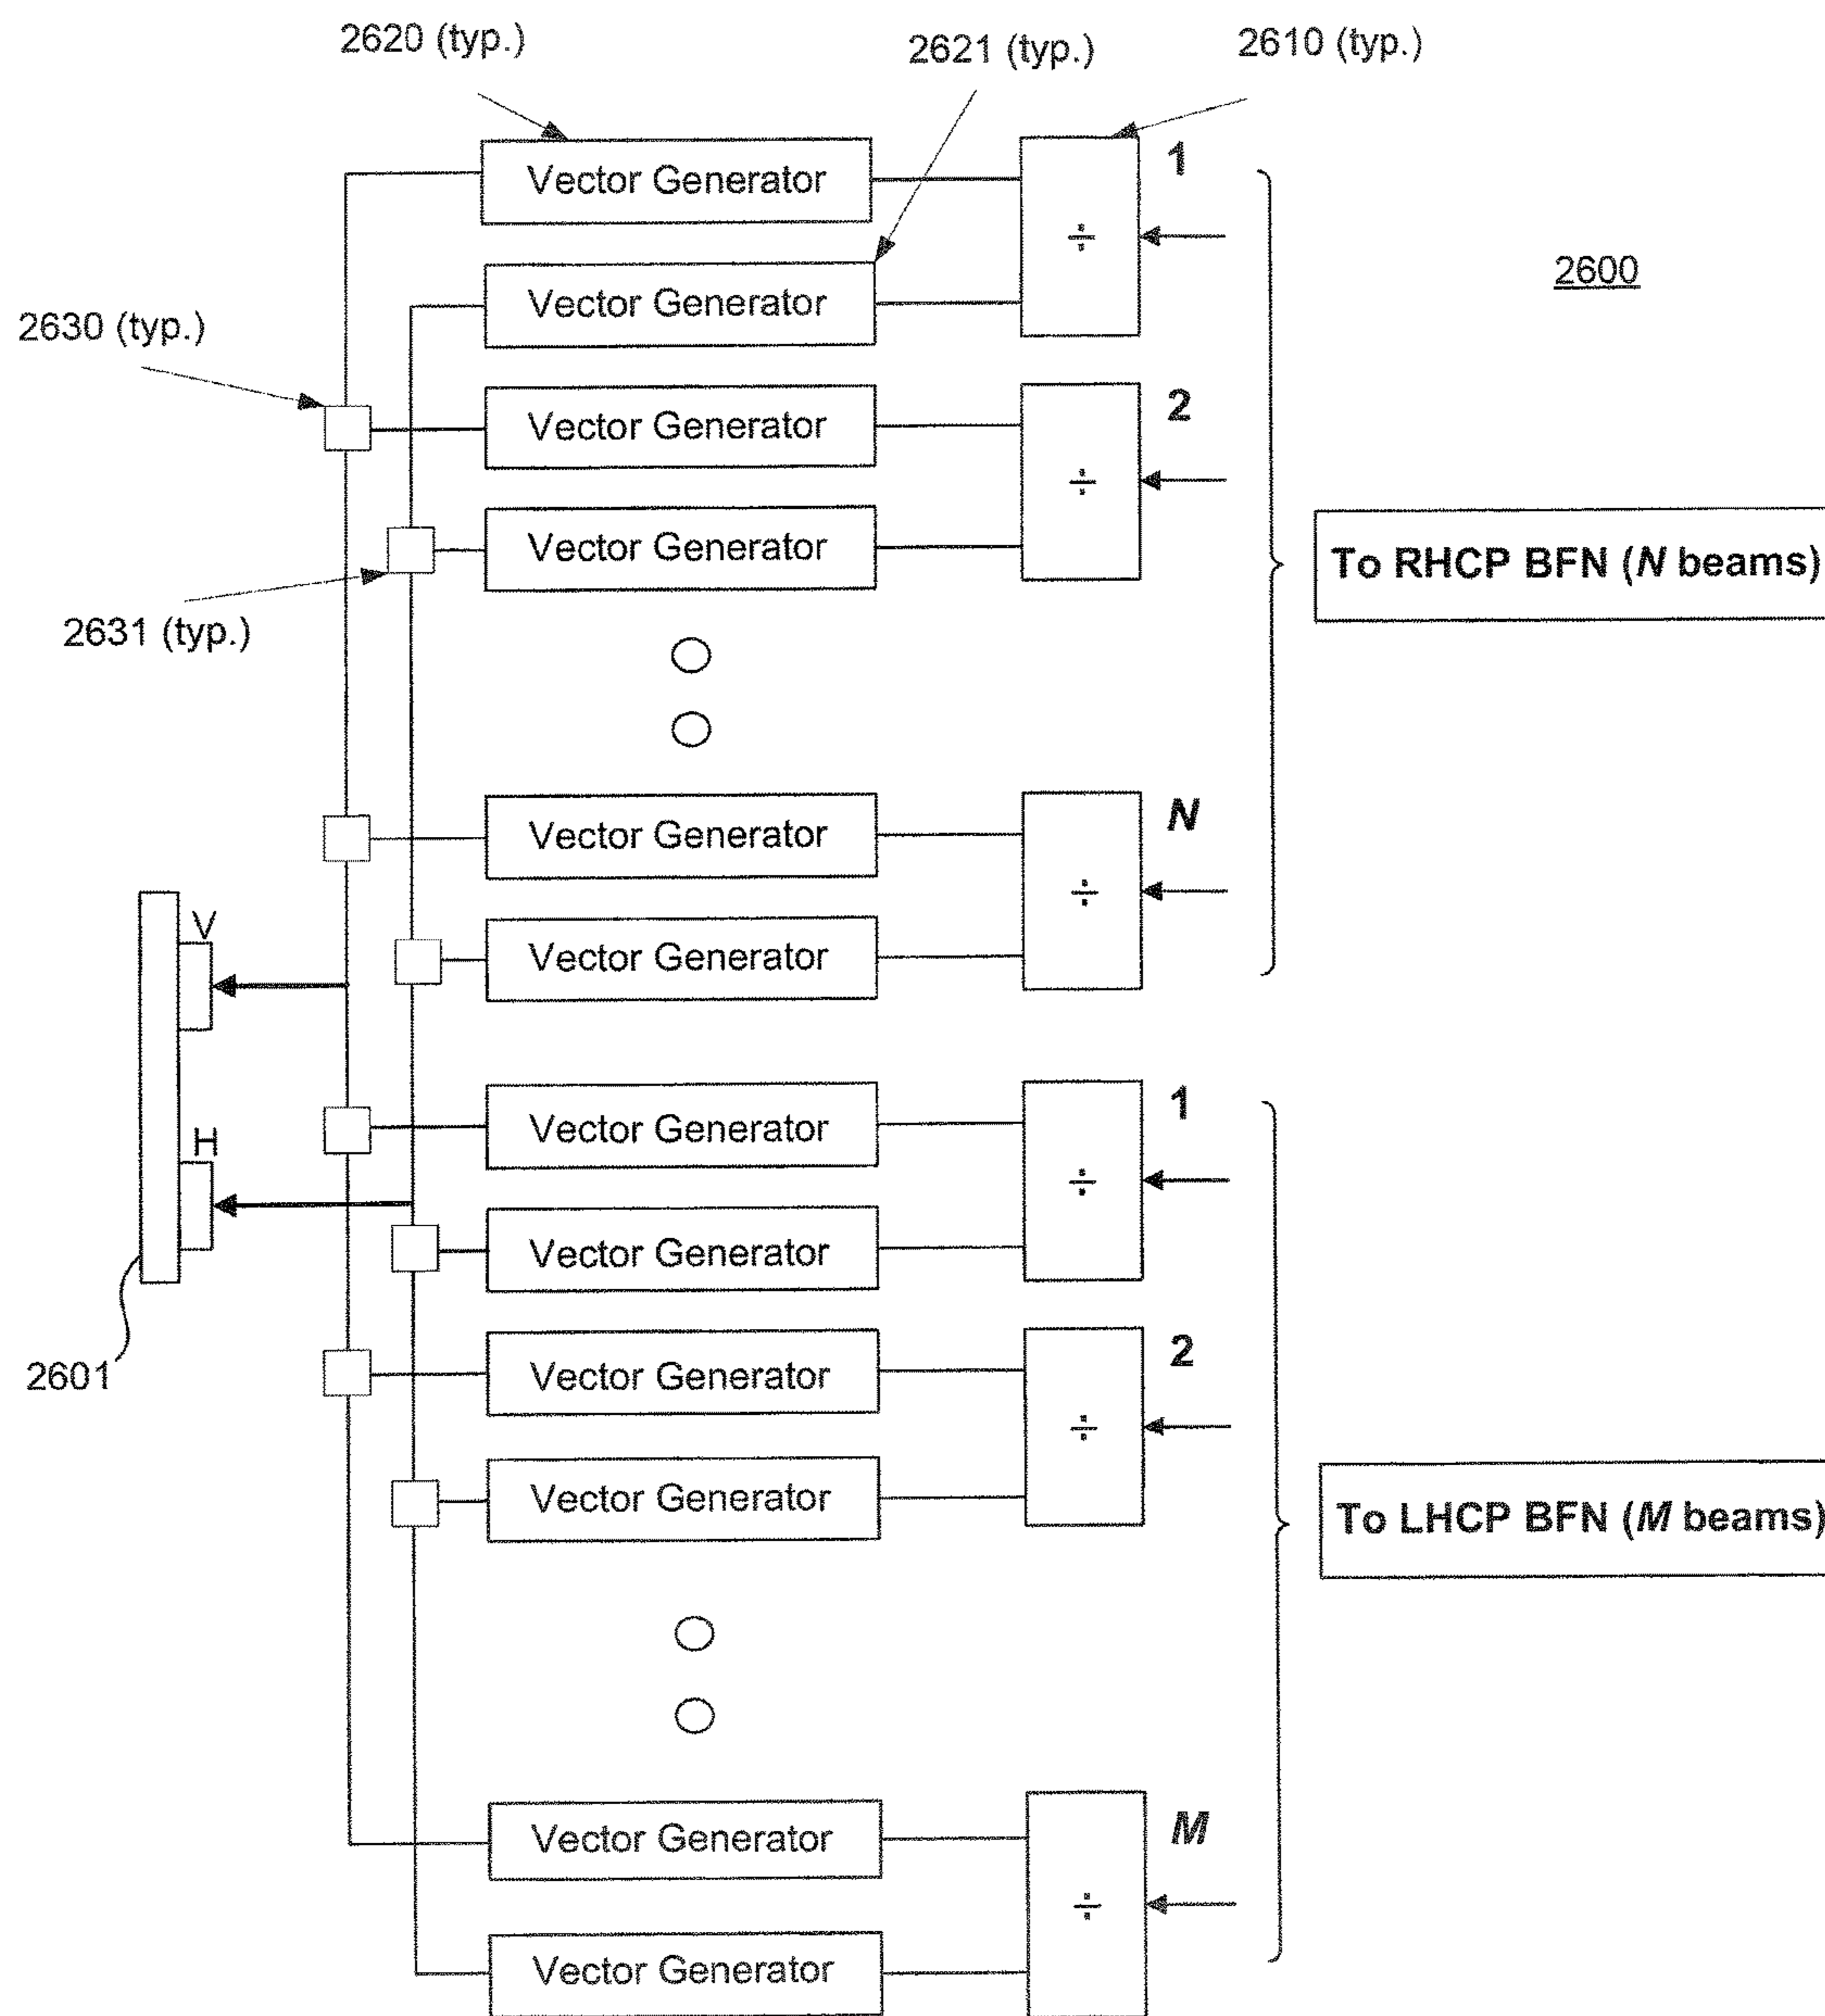 2620 (typ.)
2621 (typ.)
2610 (typ.)
Vector Generator
÷
1
2600
Vector Generator
2630 (typ.)
Vector Generator
÷
2
Vector Generator
To RHCP BFN (N beams)
2631 (typ.)
Vector Generator
÷
N
V
Vector Generator
Vector Generator
÷
1
H
Vector Generator
2601
Vector Generator
÷
2
Vector Generator
To LHCP BFN (M beams)
Vector Generator
÷
M
Vector Generator